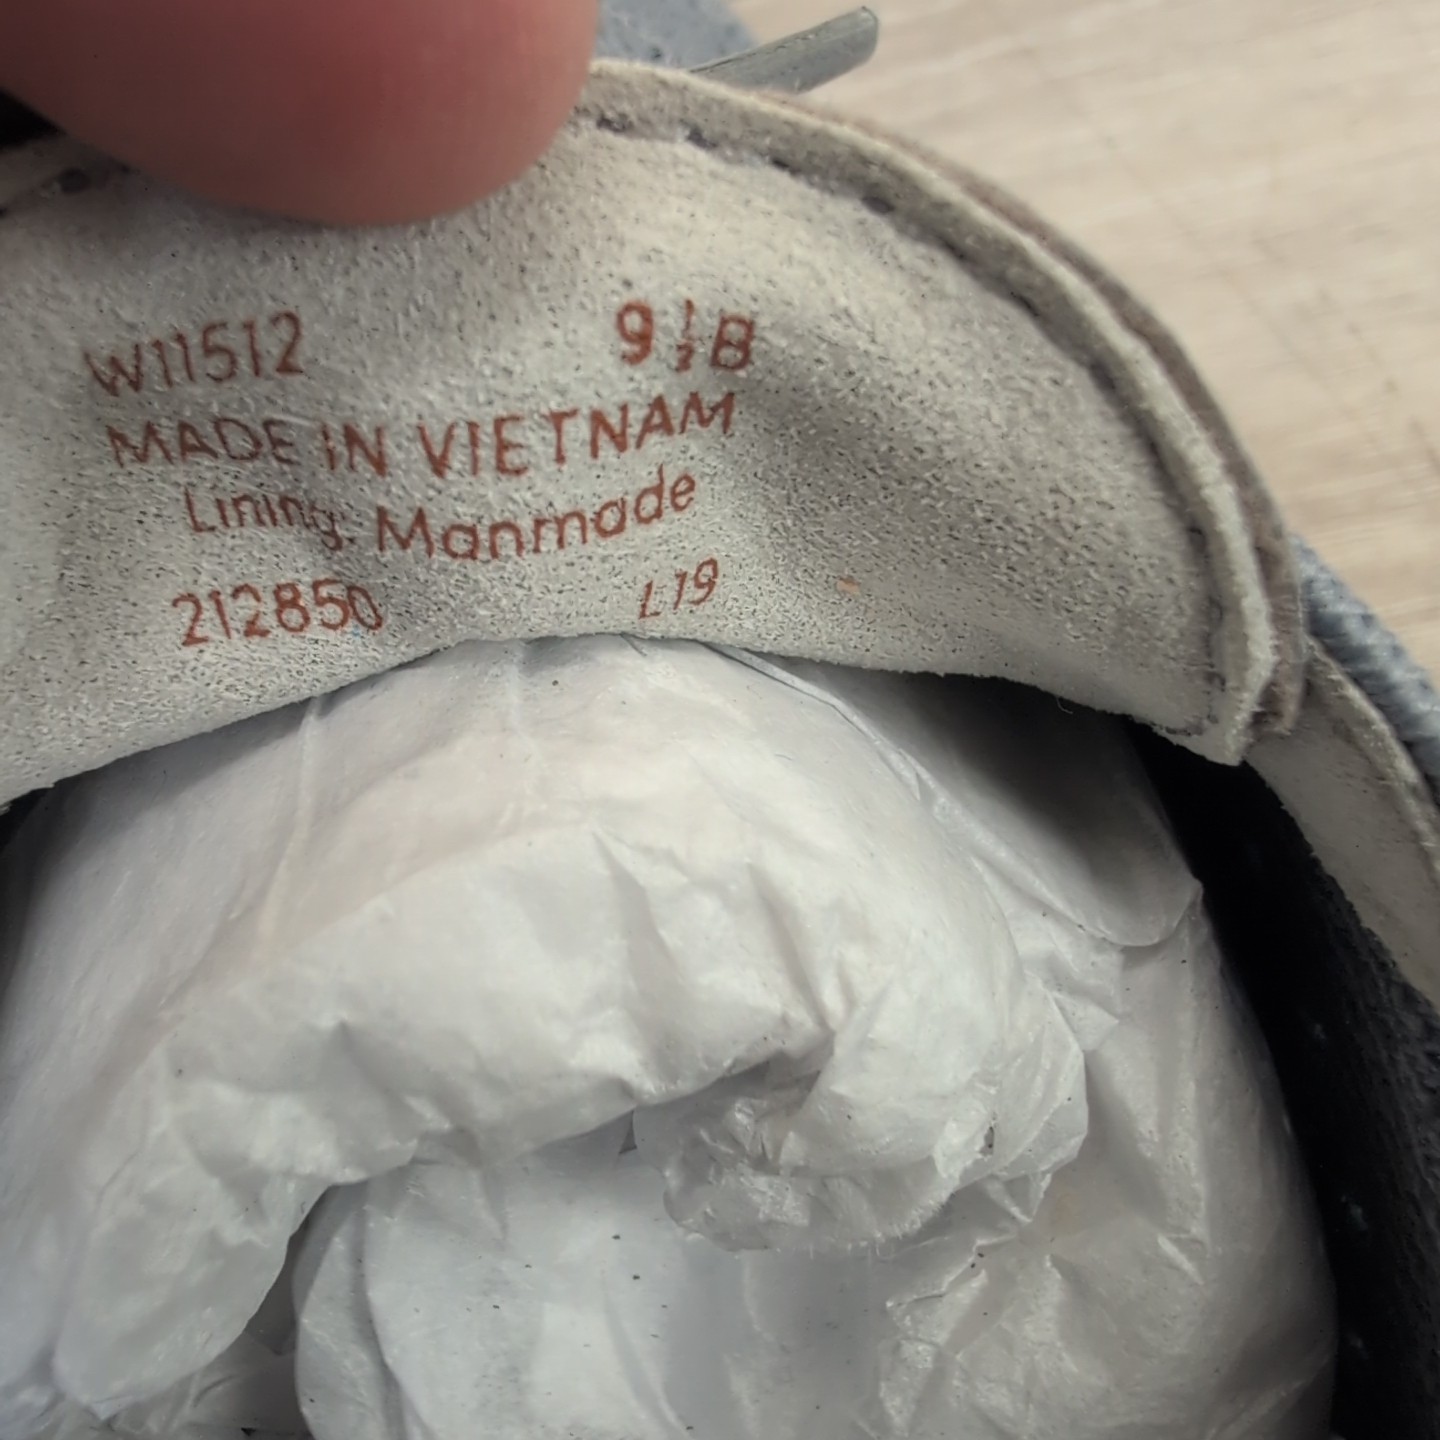 W11512 9½B
MADE IN VIETNAM
Lining: Manmade
212850 L19